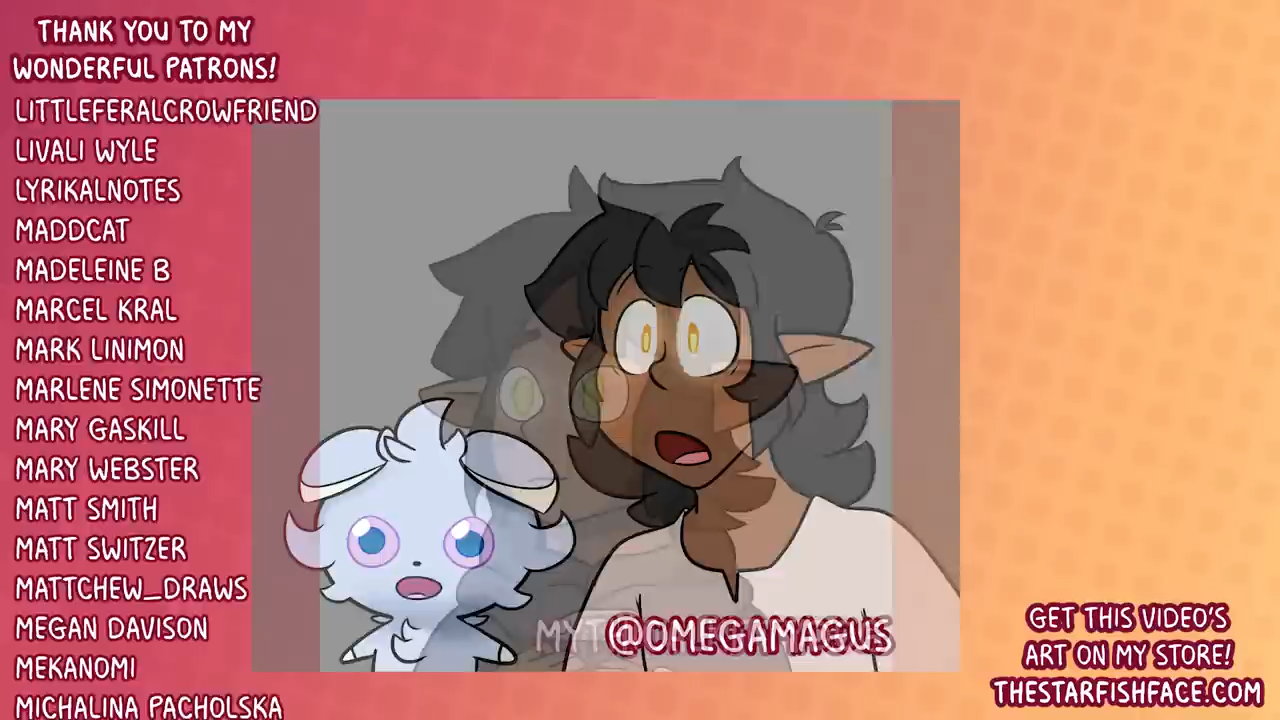 THANK YOU TO MY
WONDERFUL PATRONS!
LITTLEFERALCROWFRIEND
LIVALI WYLE
LYRIKALNOTES
MADDCAT
MADELEINE B
MARCEL KRAL
MARK LINIMON
MARLENE SIMONETTE
MARY GASKILL
MARY WEBSTER
MATT SMITH
MATT SWITZER
MATTCHEW_DRAWS
MEGAN DAVISON
MEKANOMI
MICHALINA PACHOLSKA
@OMEGAMAGUS
GET THIS VIDEO'S
ART ON MY STORE!
THESTARFISHFACE.COM